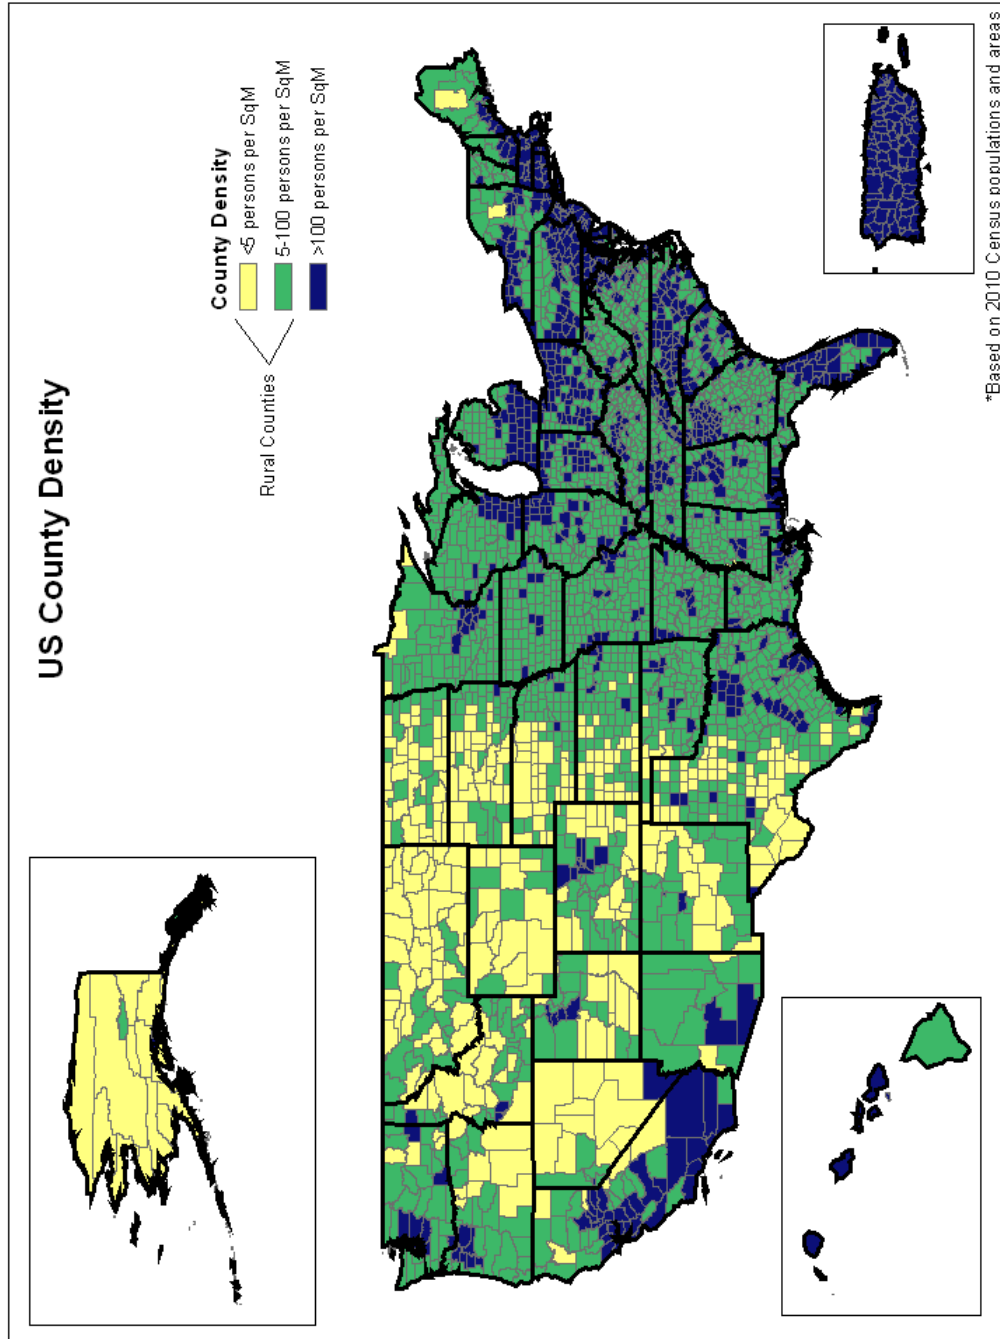 US County Density
County Density
<5 persons per SqM
5-100 persons per SqM
>100 persons per SqM
Rural Counties
*Based on 2010 Census populations and areas